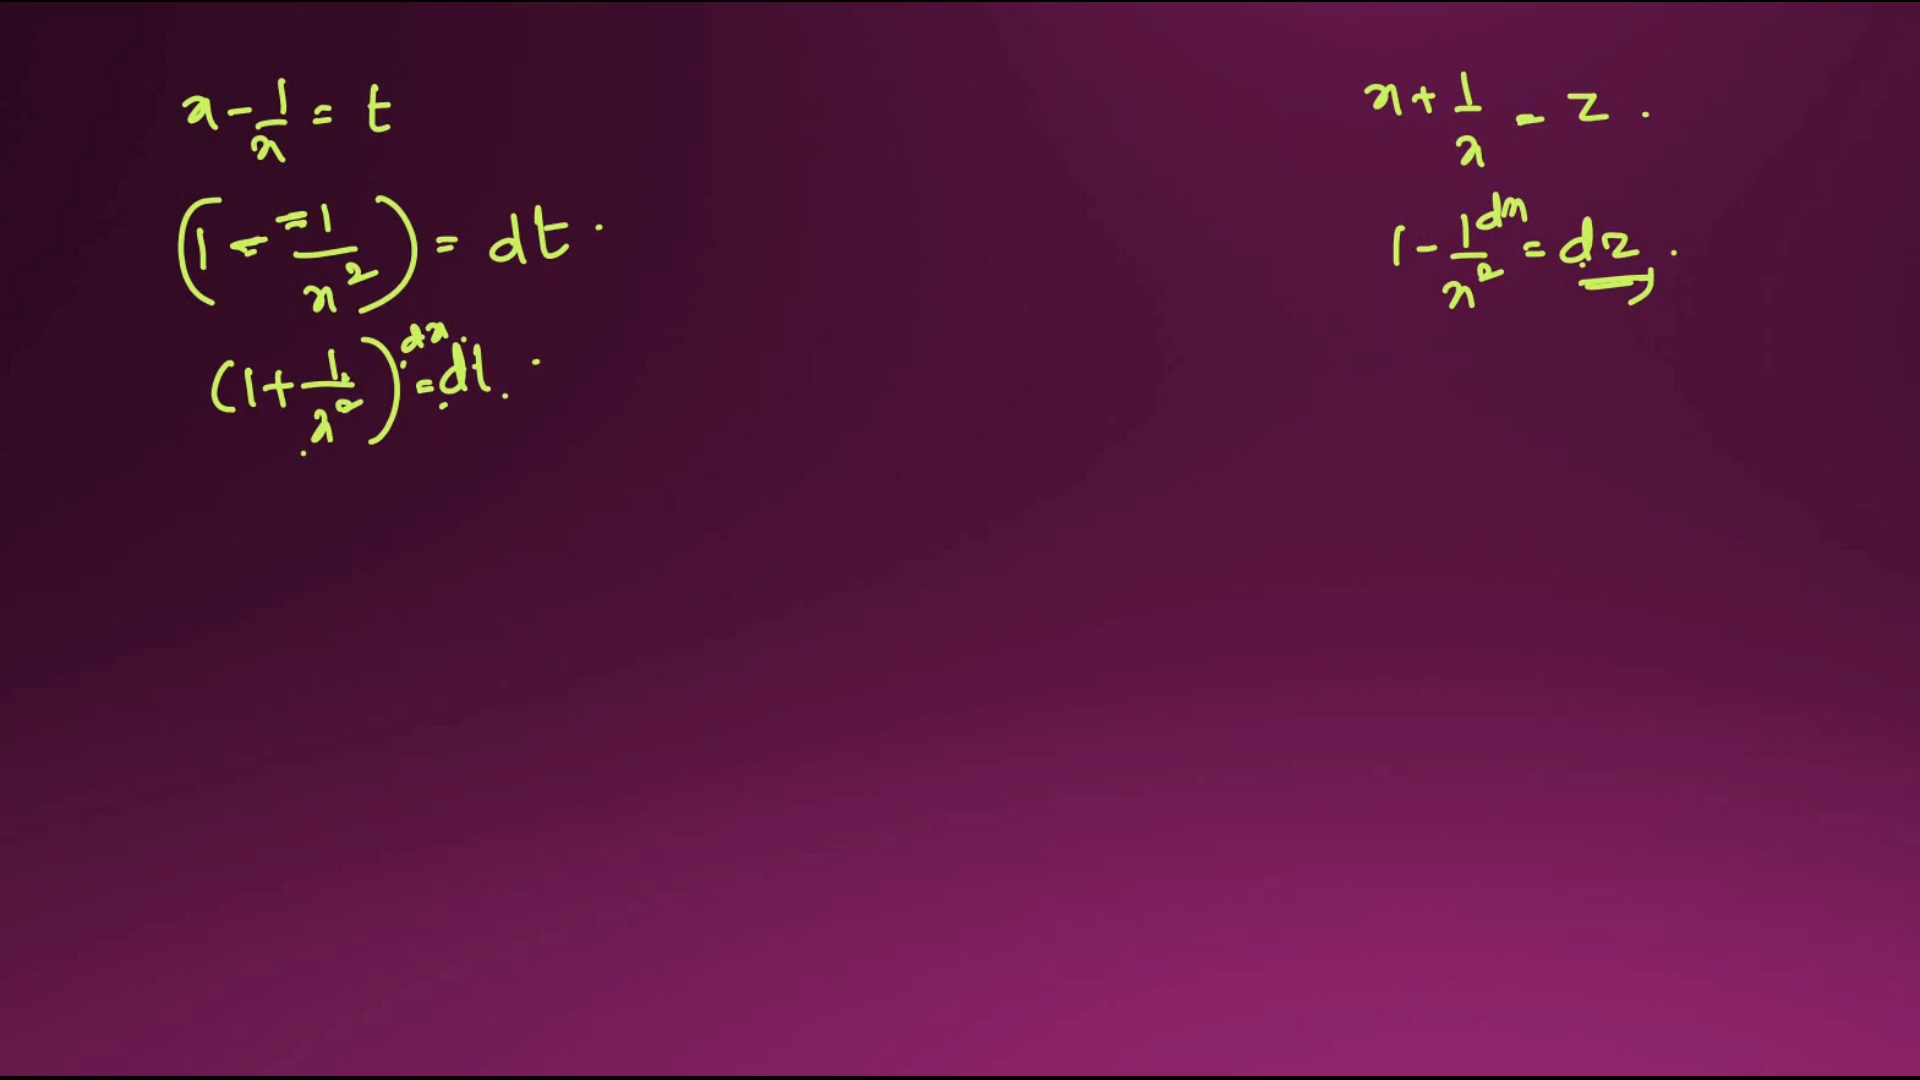 x - 1/x = t
(1 - -1/x²) = dt.
(1 + 1/x²) dx = dt.
x + 1/x = z.
1 - 1/x² dx = dz.